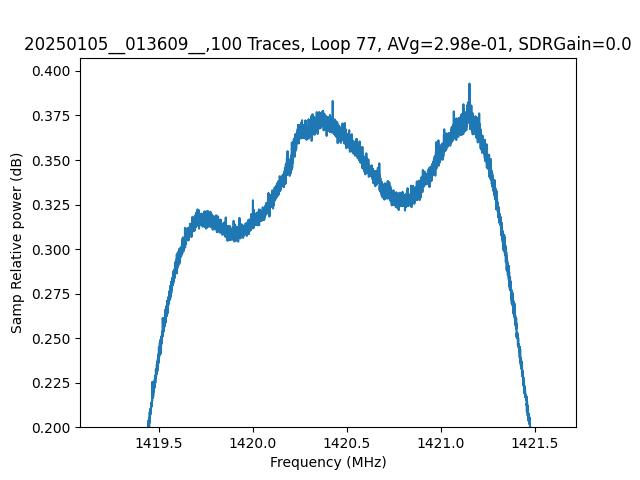 20250105__013609__,100 Traces, Loop 77, AVg=2.98e-01, SDRGain=0.0
0.400
0.375
0.350
0.325
0.300
0.275
0.250
0.225
0.200
Samp Relative power (dB)
1419.5 1420.0 1420.5 1421.0 1421.5
Frequency (MHz)